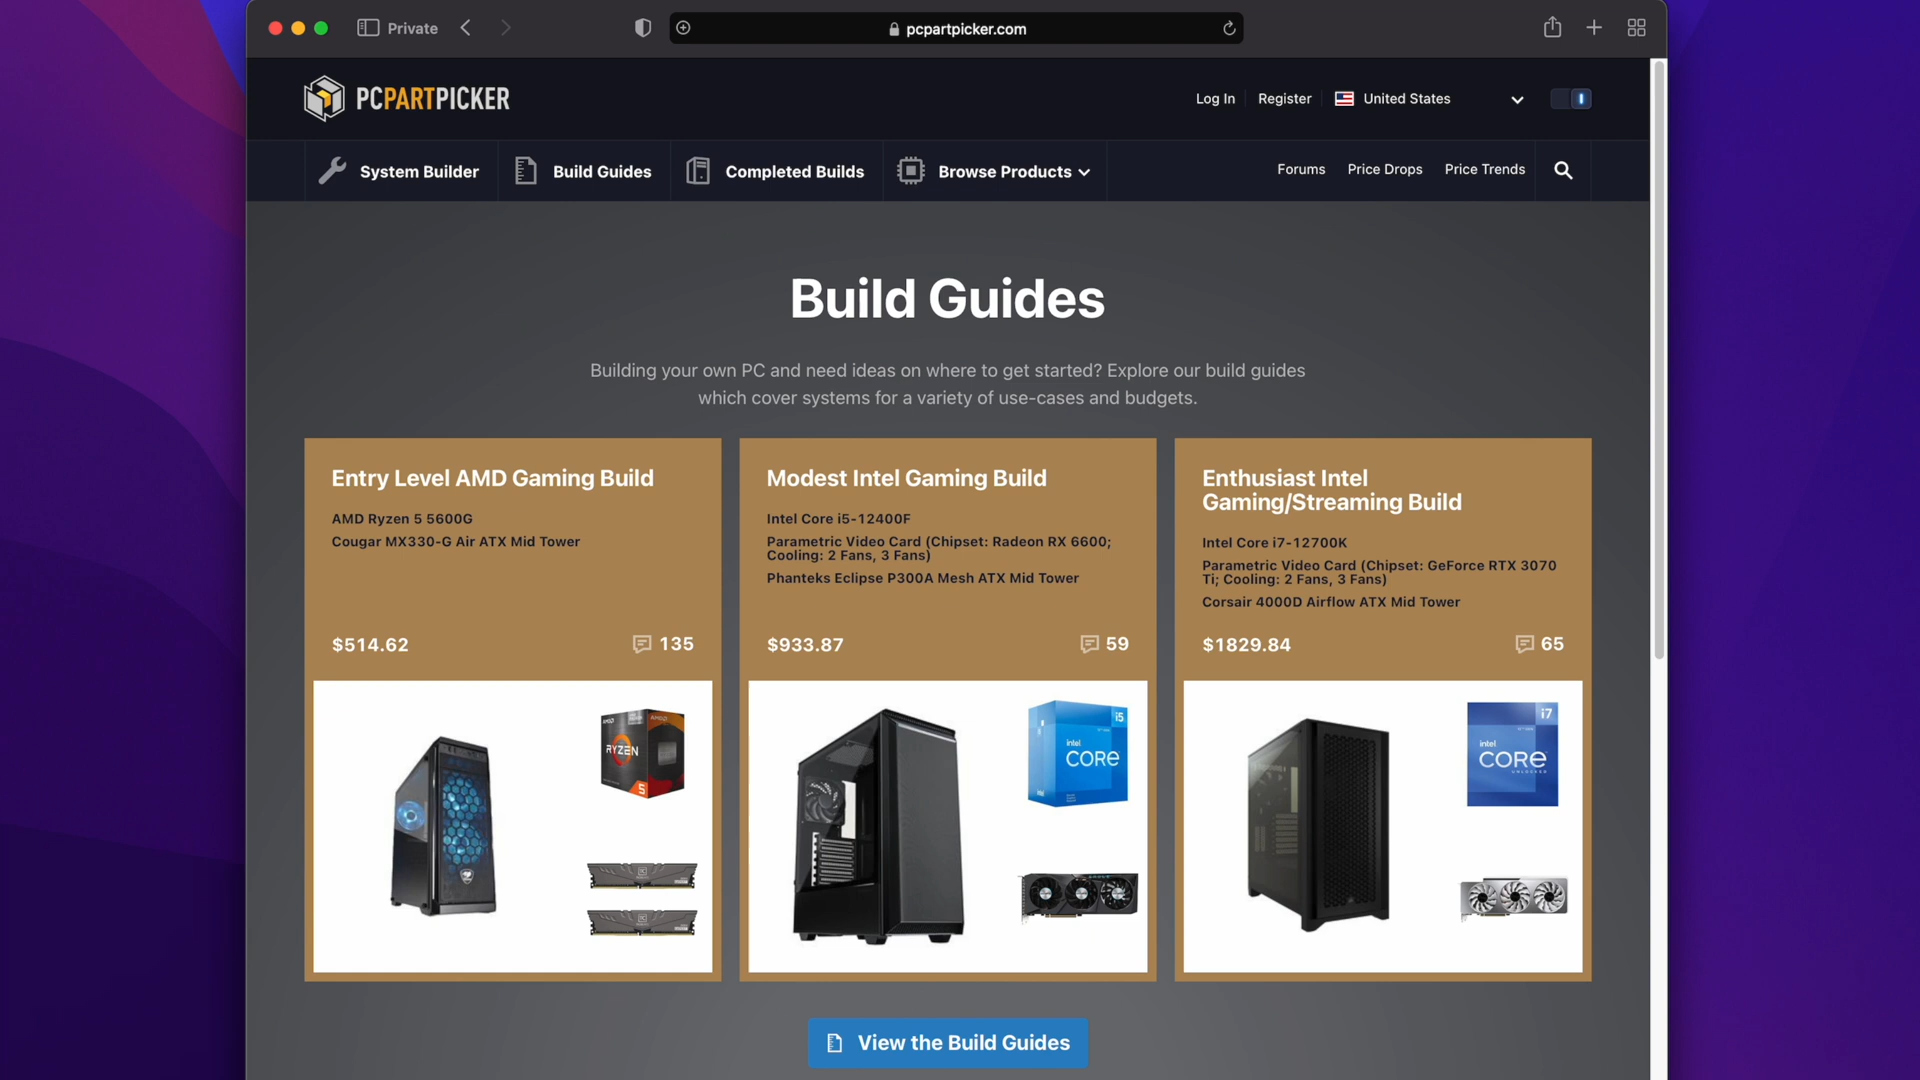 Private
pcpartpicker.com
PCPARTPICKER
Log In
Register
United States
System Builder
Build Guides
Completed Builds
Browse Products
Forums
Price Drops
Price Trends
Build Guides
Building your own PC and need ideas on where to get started? Explore our build guides
which cover systems for a variety of use-cases and budgets.
Entry Level AMD Gaming Build
AMD Ryzen 5 5600G
Cougar MX330-G Air ATX Mid Tower
$514.62
135
AMD
RYZEN
5
Modest Intel Gaming Build
Intel Core i5-12400F
Parametric Video Card (Chipset: Radeon RX 6600;
Cooling: 2 Fans, 3 Fans)
Phanteks Eclipse P300A Mesh ATX Mid Tower
$933.87
59
i5
intel
CORE
Enthusiast Intel
Gaming/Streaming Build
Intel Core i7-12700K
Parametric Video Card (Chipset: GeForce RTX 3070
Ti; Cooling: 2 Fans, 3 Fans)
Corsair 4000D Airflow ATX Mid Tower
$1829.84
65
i7
intel
CORE
UNLOCKED
View the Build Guides